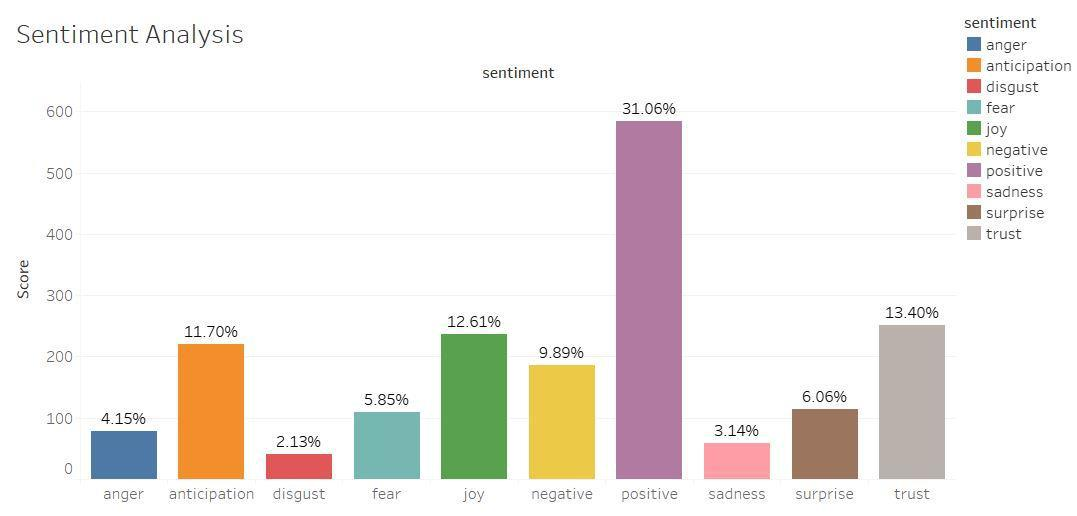 Sentiment Analysis
sentiment
Score
600
500
400
300
200
100
0
4.15%
11.70%
2.13%
5.85%
12.61%
9.89%
31.06%
3.14%
6.06%
13.40%
anger
anticipation
disgust
fear
joy
negative
positive
sadness
surprise
trust
sentiment
anger
anticipation
disgust
fear
joy
negative
positive
sadness
surprise
trust